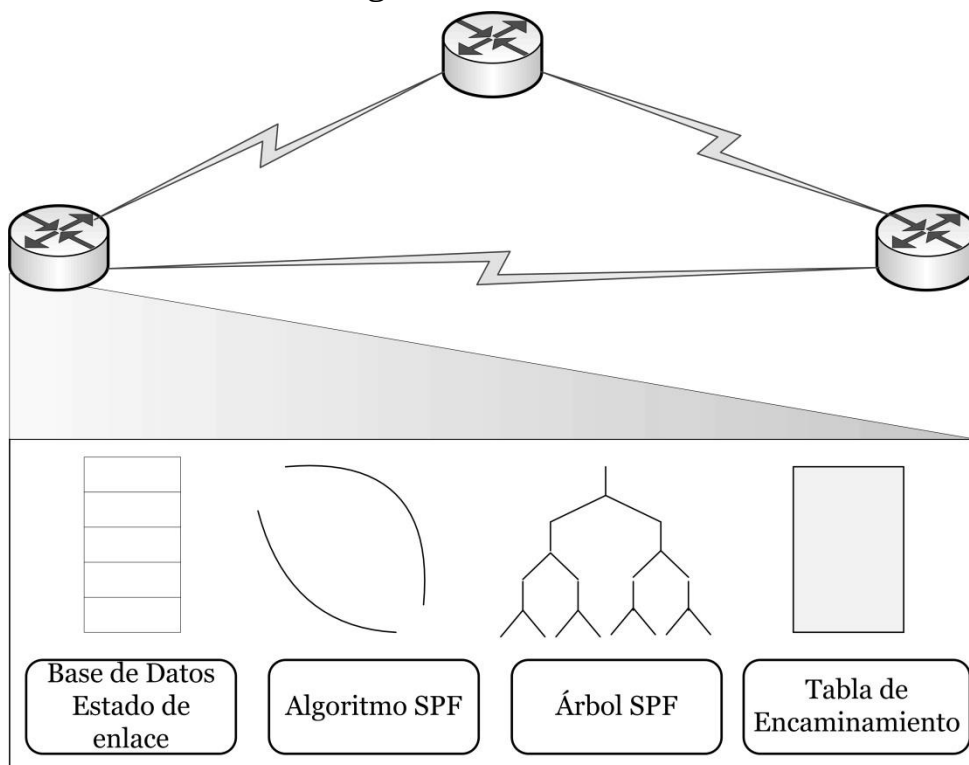 Base de Datos
Estado de
enlace
Algoritmo SPF
Árbol SPF
Tabla de
Encaminamiento